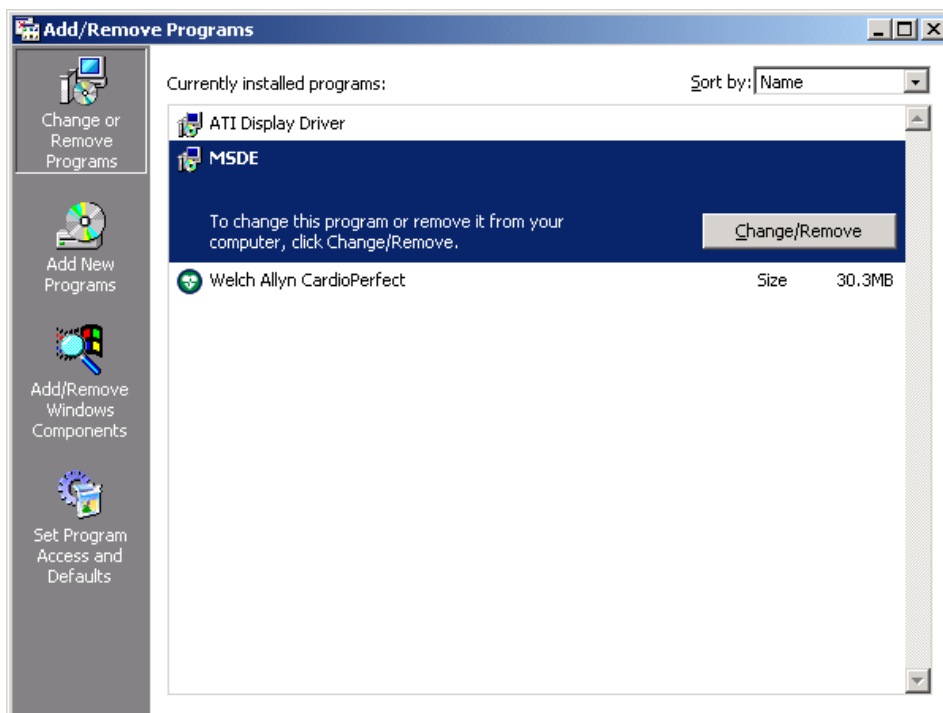 Add/Remove Programs
Change or
Remove
Programs
Add New
Programs
Add/Remove
Windows
Components
Set Program
Access and
Defaults
Currently installed programs:
Sort by: Name
ATI Display Driver
MSDE
To change this program or remove it from your
computer, click Change/Remove.
Change/Remove
Welch Allyn CardioPerfect Size 30.3MB